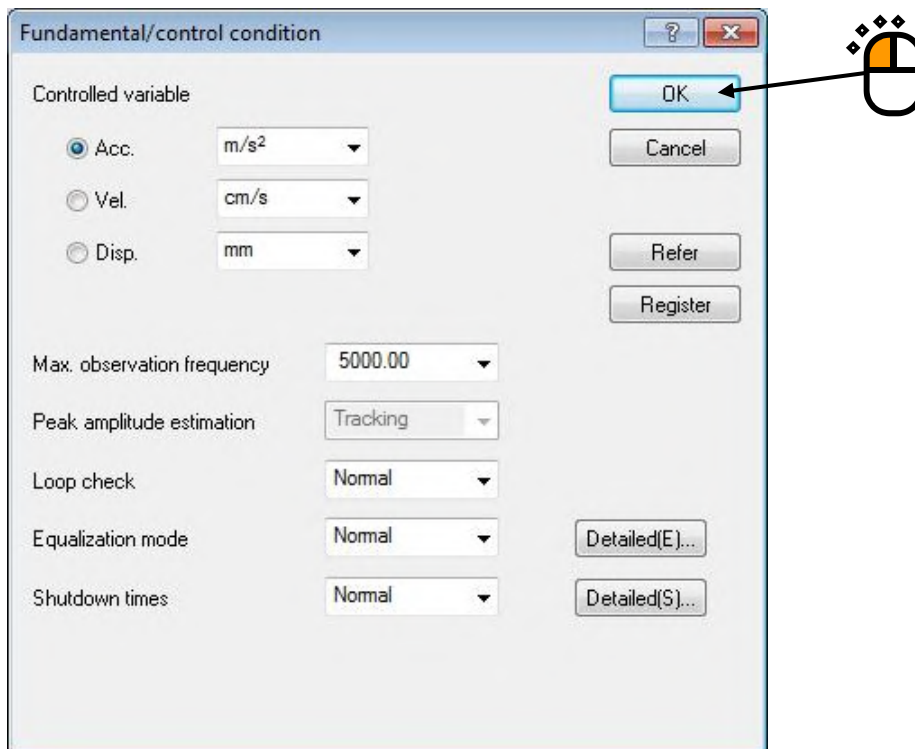 Fundamental/control condition
Controlled variable
OK
Acc. m/s²
Cancel
Vel. cm/s
Disp. mm
Refer
Register
Max. observation frequency 5000.00
Peak amplitude estimation Tracking
Loop check Normal
Equalization mode Normal Detailed(E)...
Shutdown times Normal Detailed(S)...